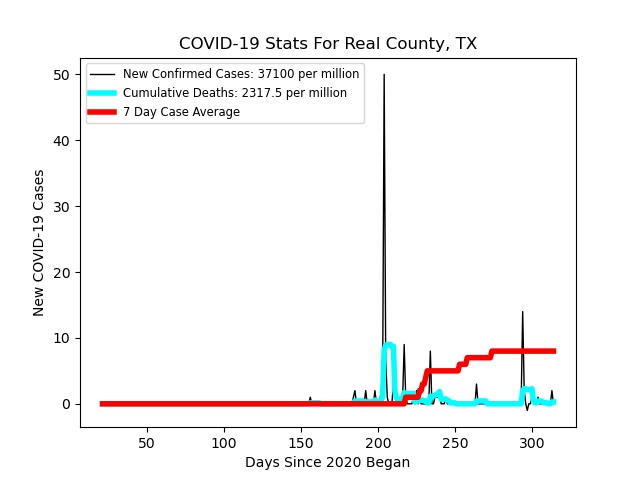 COVID-19 Stats For Real County, TX
New Confirmed Cases: 37100 per million
Cumulative Deaths: 2317.5 per million
7 Day Case Average
New COVID-19 Cases
50
40
30
20
10
0
50 100 150 200 250 300
Days Since 2020 Began